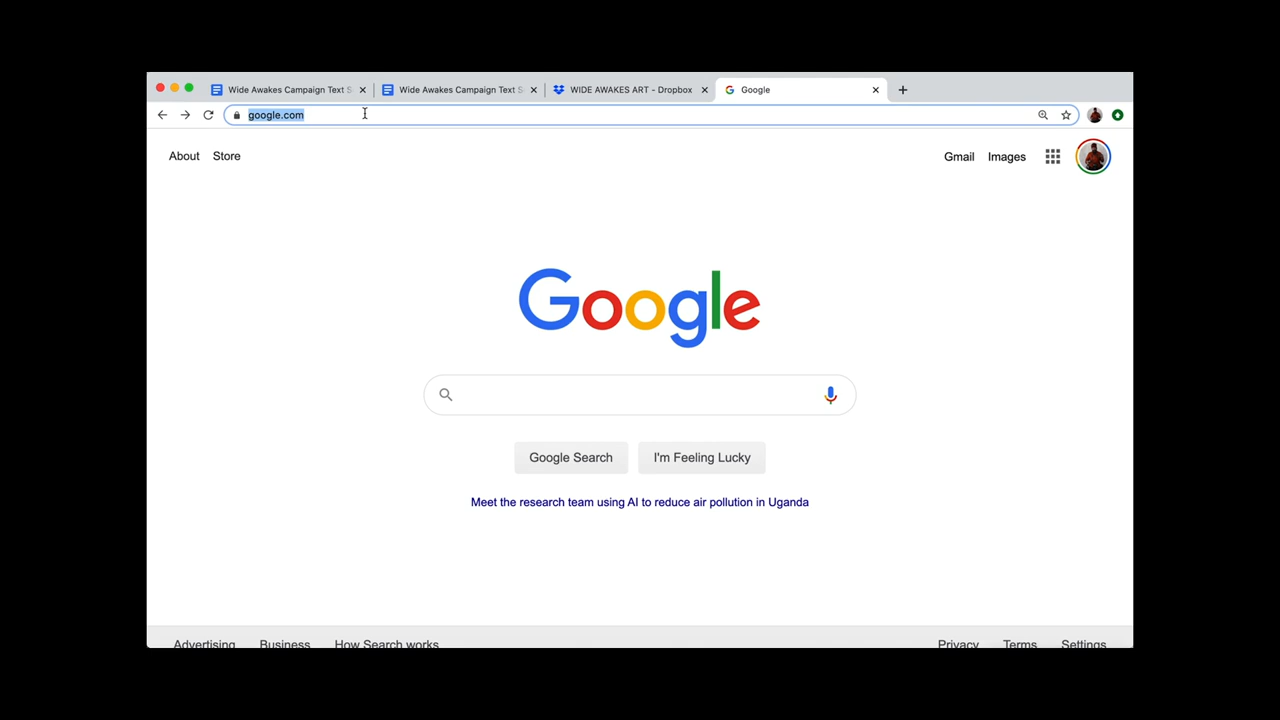 Wide Awakes Campaign Text S
Wide Awakes Campaign Text S
WIDE AWAKES ART - Dropbox
Google
google.com
About
Store
Gmail
Images
Google
Google Search
I'm Feeling Lucky
Meet the research team using AI to reduce air pollution in Uganda
Advertising
Business
How Search works
Privacy
Terms
Settings